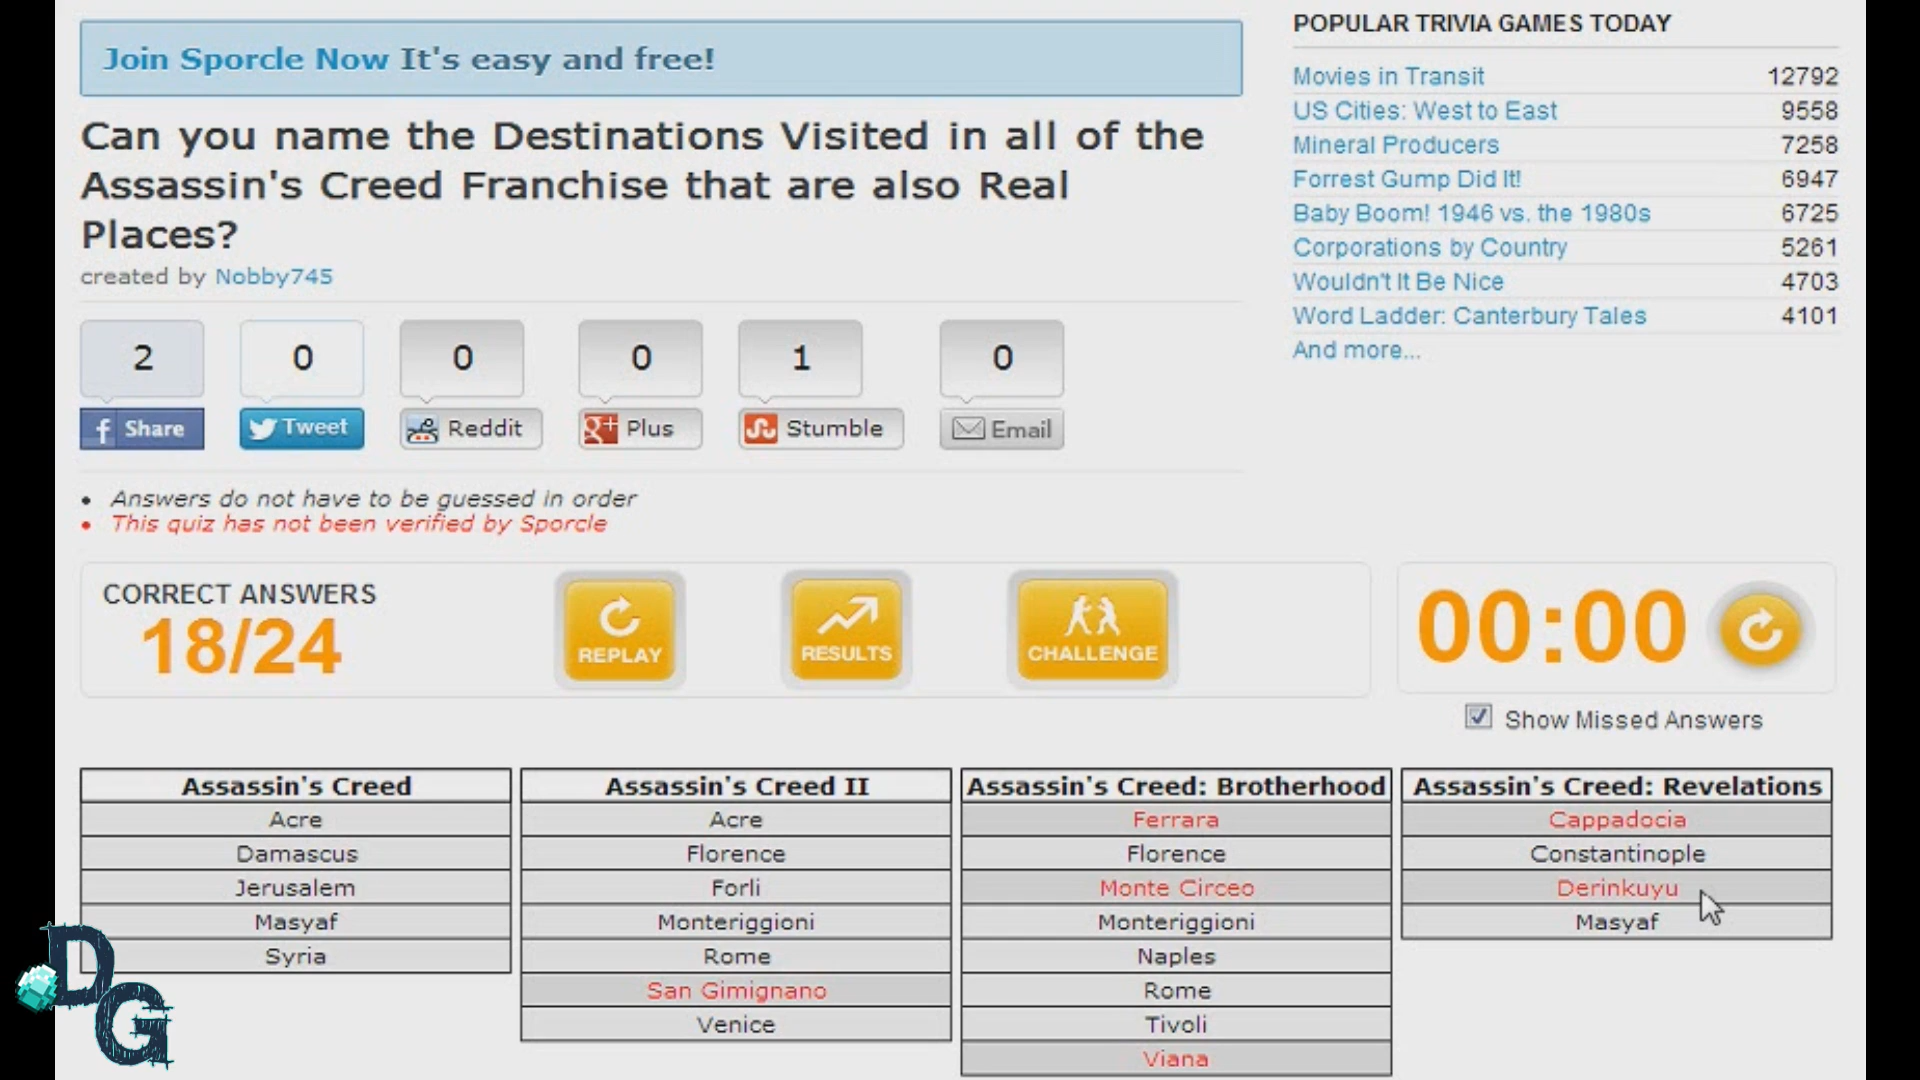 Join Sporcle Now It's easy and free!
Can you name the Destinations Visited in all of the
Assassin's Creed Franchise that are also Real
Places?
created by Nobby745
2 0 0 0 1 0
Share Tweet Reddit Plus Stumble Email
• Answers do not have to be guessed in order
• This quiz has not been verified by Sporcle
POPULAR TRIVIA GAMES TODAY
Movies in Transit 12792
US Cities: West to East 9558
Mineral Producers 7258
Forrest Gump Did It! 6947
Baby Boom! 1946 vs. the 1980s 6725
Corporations by Country 5261
Wouldn't It Be Nice 4703
Word Ladder: Canterbury Tales 4101
And more...
CORRECT ANSWERS
18/24
REPLAY RESULTS CHALLENGE
00:00
Show Missed Answers
Assassin's Creed
Acre
Damascus
Jerusalem
Masyaf
Syria
Assassin's Creed II
Acre
Florence
Forli
Monteriggioni
Rome
San Gimignano
Venice
Assassin's Creed: Brotherhood
Ferrara
Florence
Monte Circeo
Monteriggioni
Naples
Rome
Tivoli
Viana
Assassin's Creed: Revelations
Cappadocia
Constantinople
Derinkuyu
Masyaf
DG